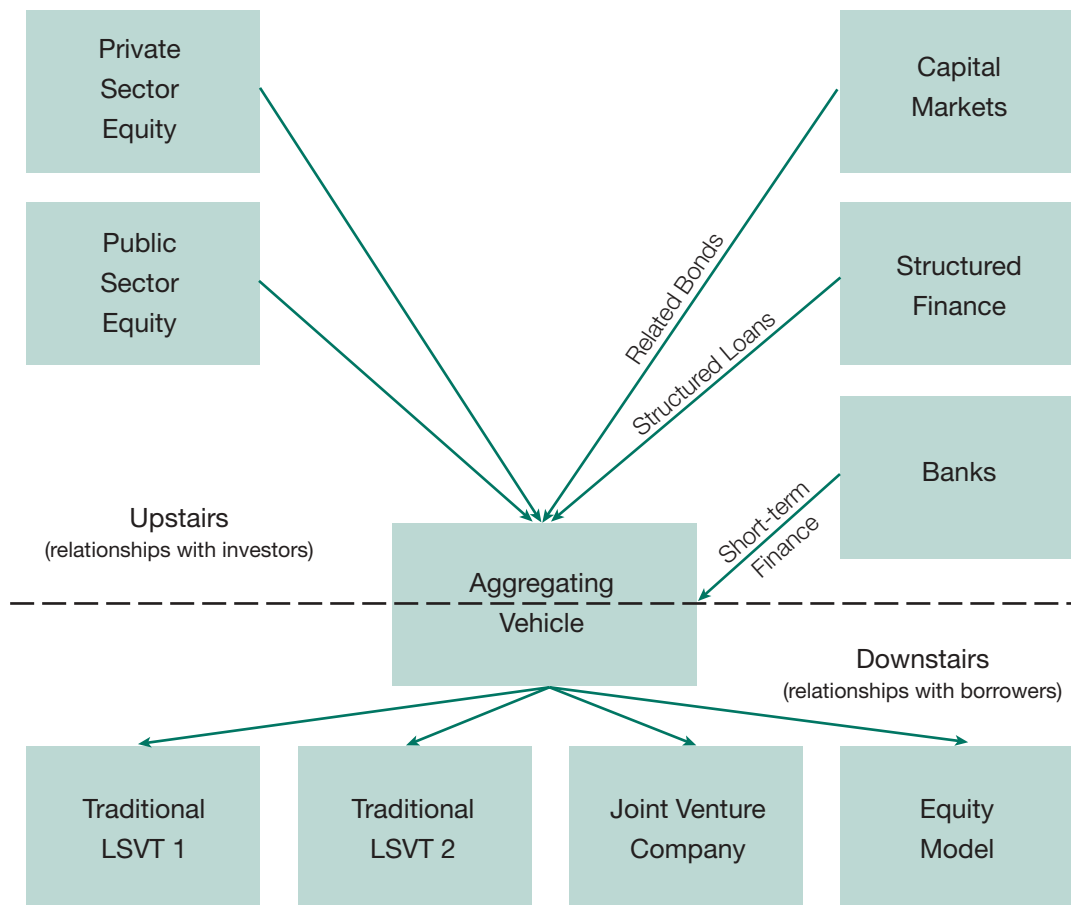 Private
Sector
Equity
Capital
Markets
Public
Sector
Equity
Structured
Finance
Related Bonds
Structured Loans
Banks
Short-term
Finance
Upstairs
(relationships with investors)
Aggregating
Vehicle
Downstairs
(relationships with borrowers)
Traditional
LSVT 1
Traditional
LSVT 2
Joint Venture
Company
Equity
Model